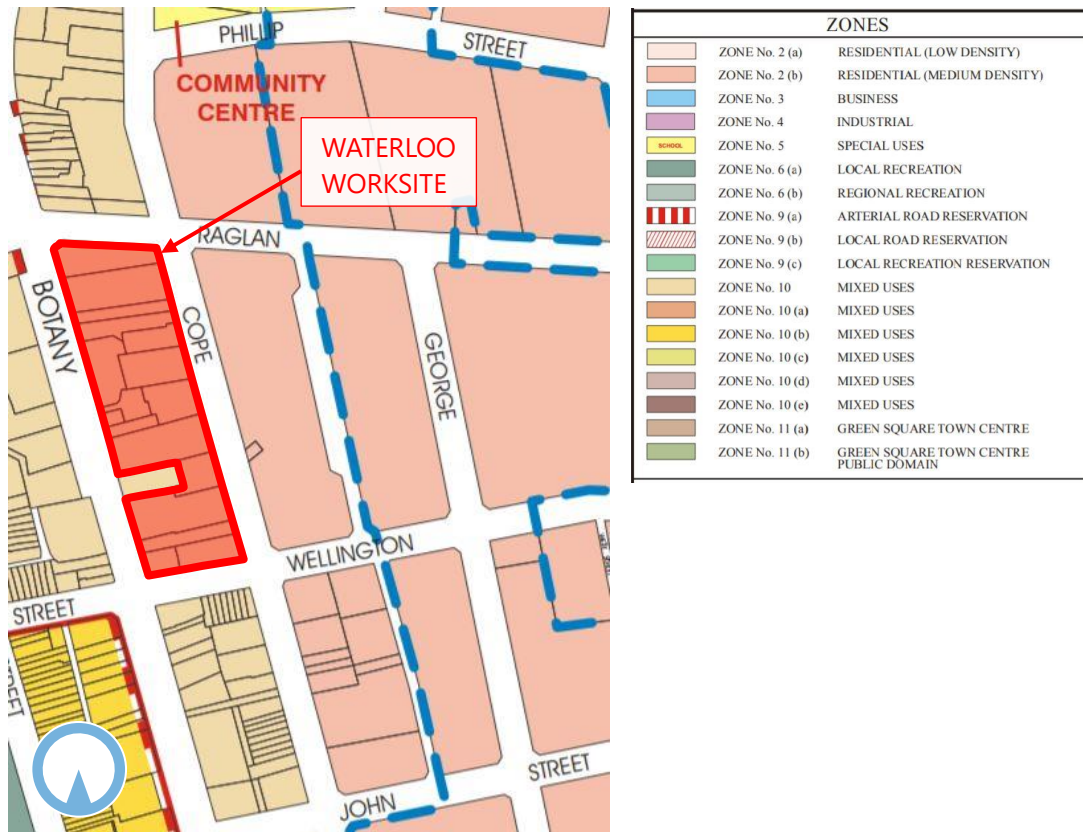 PHILLIP
STREET
COMMUNITY
CENTRE
WATERLOO
WORKSITE
RAGLAN
BOTANY
COPE
GEORGE
WELLINGTON
STREET
STREET
STREET
JOHN
ZONES
ZONE No. 2 (a) RESIDENTIAL (LOW DENSITY)
ZONE No. 2 (b) RESIDENTIAL (MEDIUM DENSITY)
ZONE No. 3 BUSINESS
ZONE No. 4 INDUSTRIAL
SCHOOL ZONE No. 5 SPECIAL USES
ZONE No. 6 (a) LOCAL RECREATION
ZONE No. 6 (b) REGIONAL RECREATION
ZONE No. 9 (a) ARTERIAL ROAD RESERVATION
ZONE No. 9 (b) LOCAL ROAD RESERVATION
ZONE No. 9 (c) LOCAL RECREATION RESERVATION
ZONE No. 10 MIXED USES
ZONE No. 10 (a) MIXED USES
ZONE No. 10 (b) MIXED USES
ZONE No. 10 (c) MIXED USES
ZONE No. 10 (d) MIXED USES
ZONE No. 10 (e) MIXED USES
ZONE No. 11 (a) GREEN SQUARE TOWN CENTRE
ZONE No. 11 (b) GREEN SQUARE TOWN CENTRE
PUBLIC DOMAIN